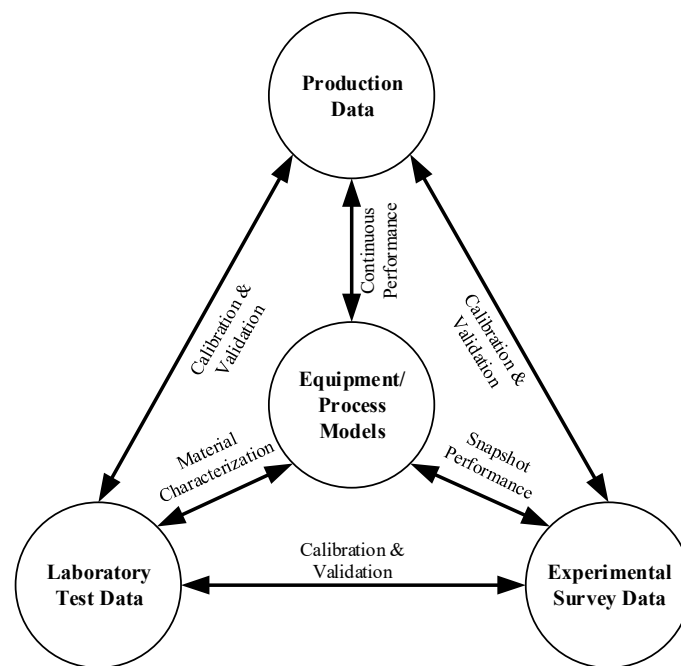 Production
Data
Continuous
Performance
Calibration &
Validation
Calibration &
Validation
Equipment/
Process
Models
Material
Characterization
Snapshot
Performance
Laboratory
Test Data
Calibration &
Validation
Experimental
Survey Data